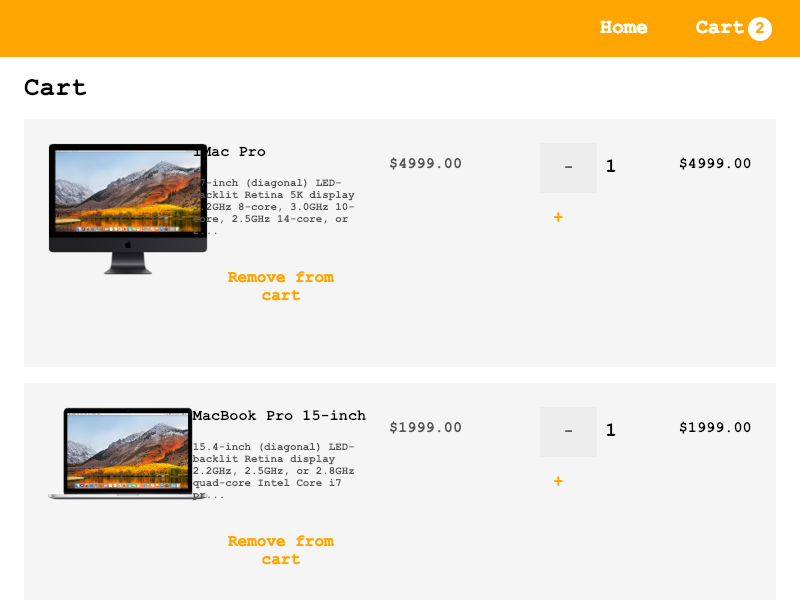 Home Cart 2
Cart
iMac Pro
$4999.00
- 1
$4999.00
-inch (diagonal) LED-
backlit Retina 5K display
8-core, 3.0GHz 10-
core, 2.5GHz 14-core, or
+
Remove from
cart
MacBook Pro 15-inch
$1999.00
- 1
$1999.00
15.4-inch (diagonal) LED-
backlit Retina display
2.2GHz, 2.5GHz, or 2.8GHz
quad-core Intel Core i7
pr...
+
Remove from
cart